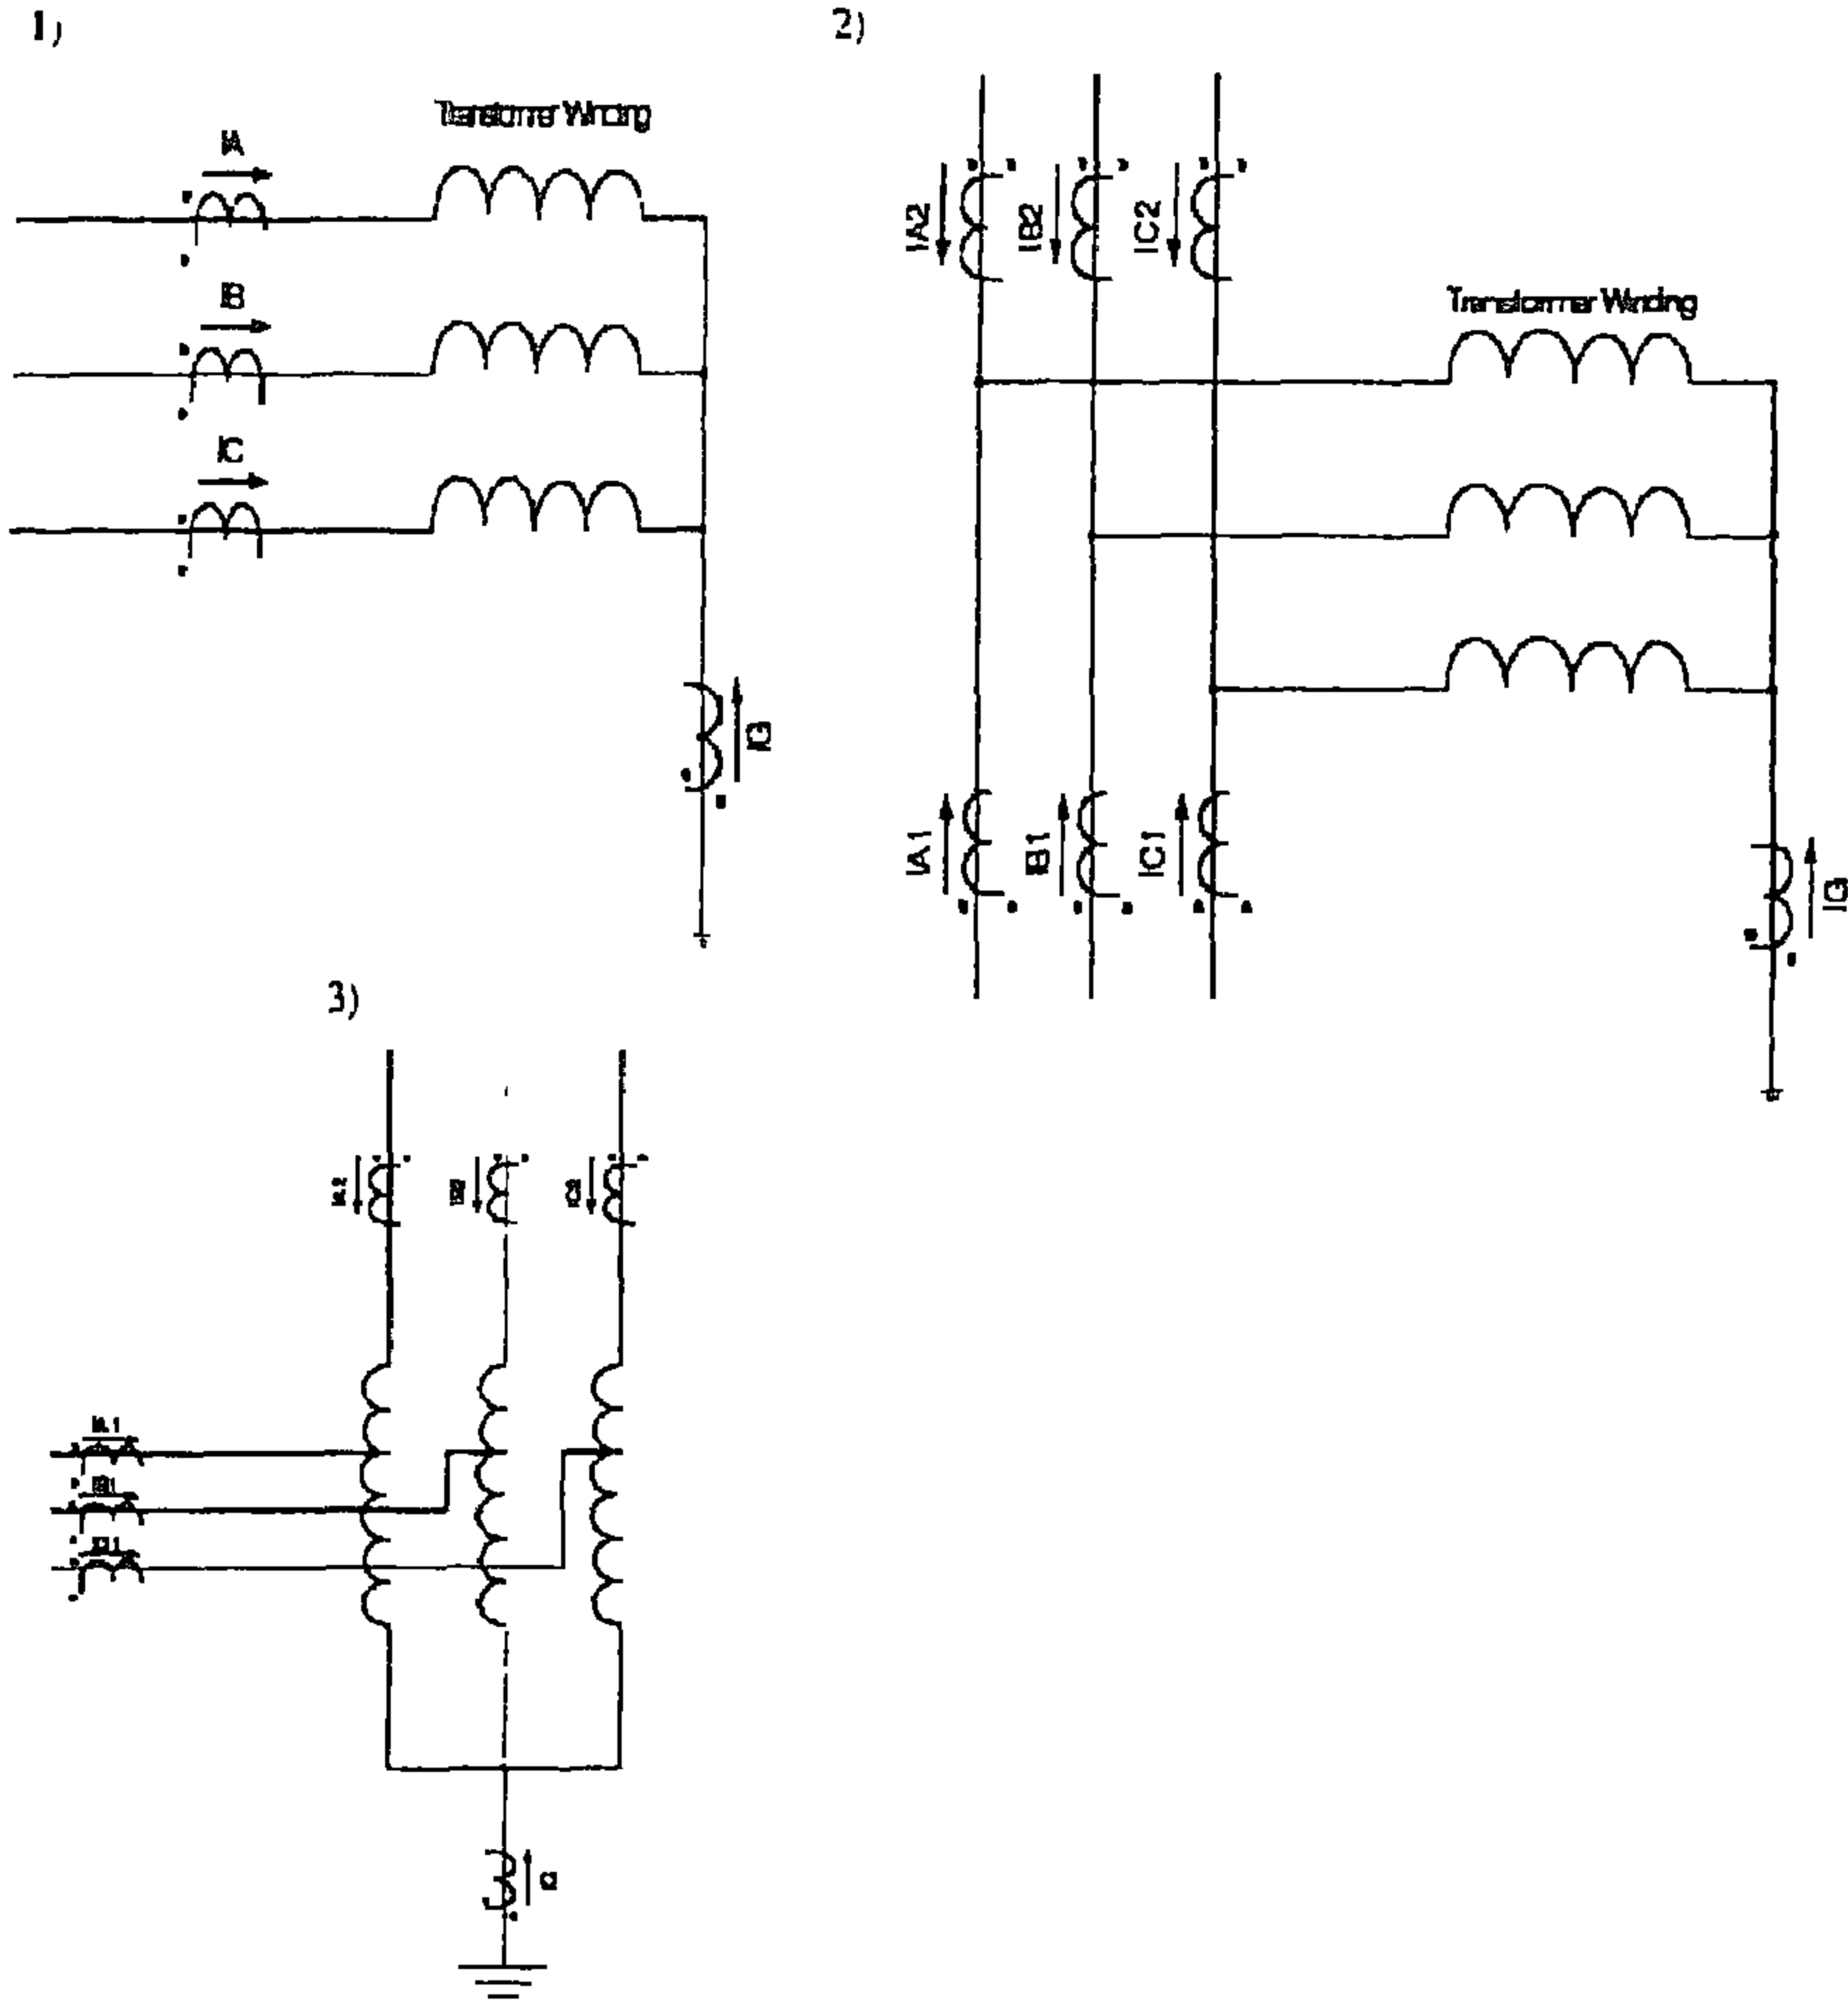 1)
Transformer Winding
IA
IB
IC
IG
2)
IA2
IB2
IC2
Transformer Winding
IA1
IB1
IC1
IG
3)